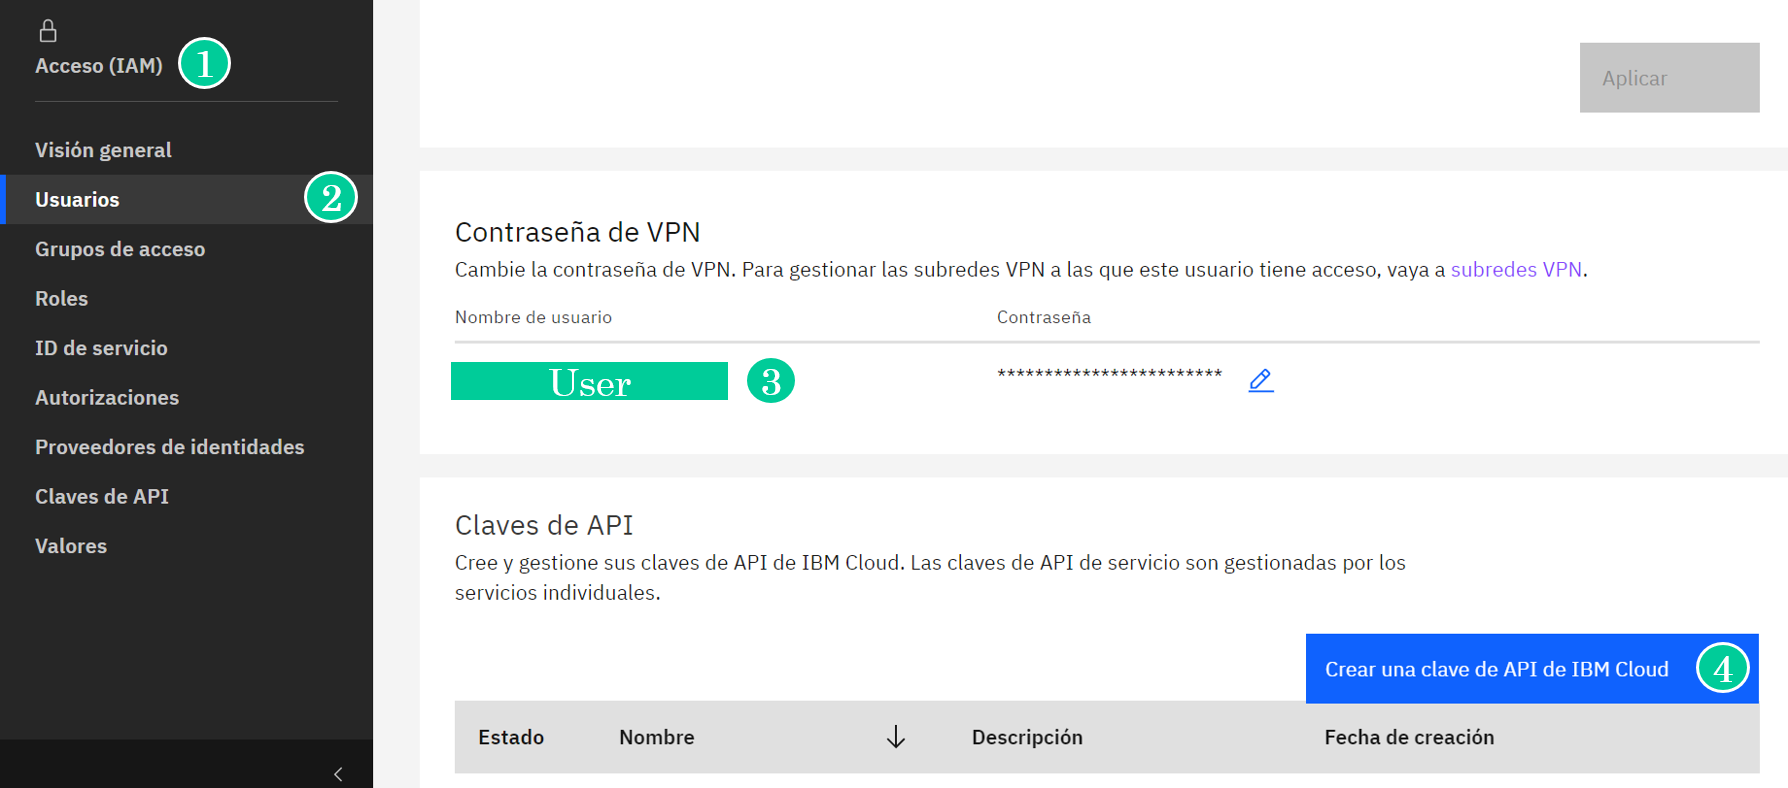 Acceso (IAM) 1
Visión general
Usuarios 2
Grupos de acceso
Roles
ID de servicio
Autorizaciones
Proveedores de identidades
Claves de API
Valores
Aplicar
Contraseña de VPN
Cambie la contraseña de VPN. Para gestionar las subredes VPN a las que este usuario tiene acceso, vaya a subredes VPN.
Nombre de usuario Contraseña
User 3 ************************
Claves de API
Cree y gestione sus claves de API de IBM Cloud. Las claves de API de servicio son gestionadas por los
servicios individuales.
Crear una clave de API de IBM Cloud 4
Estado Nombre Descripción Fecha de creación